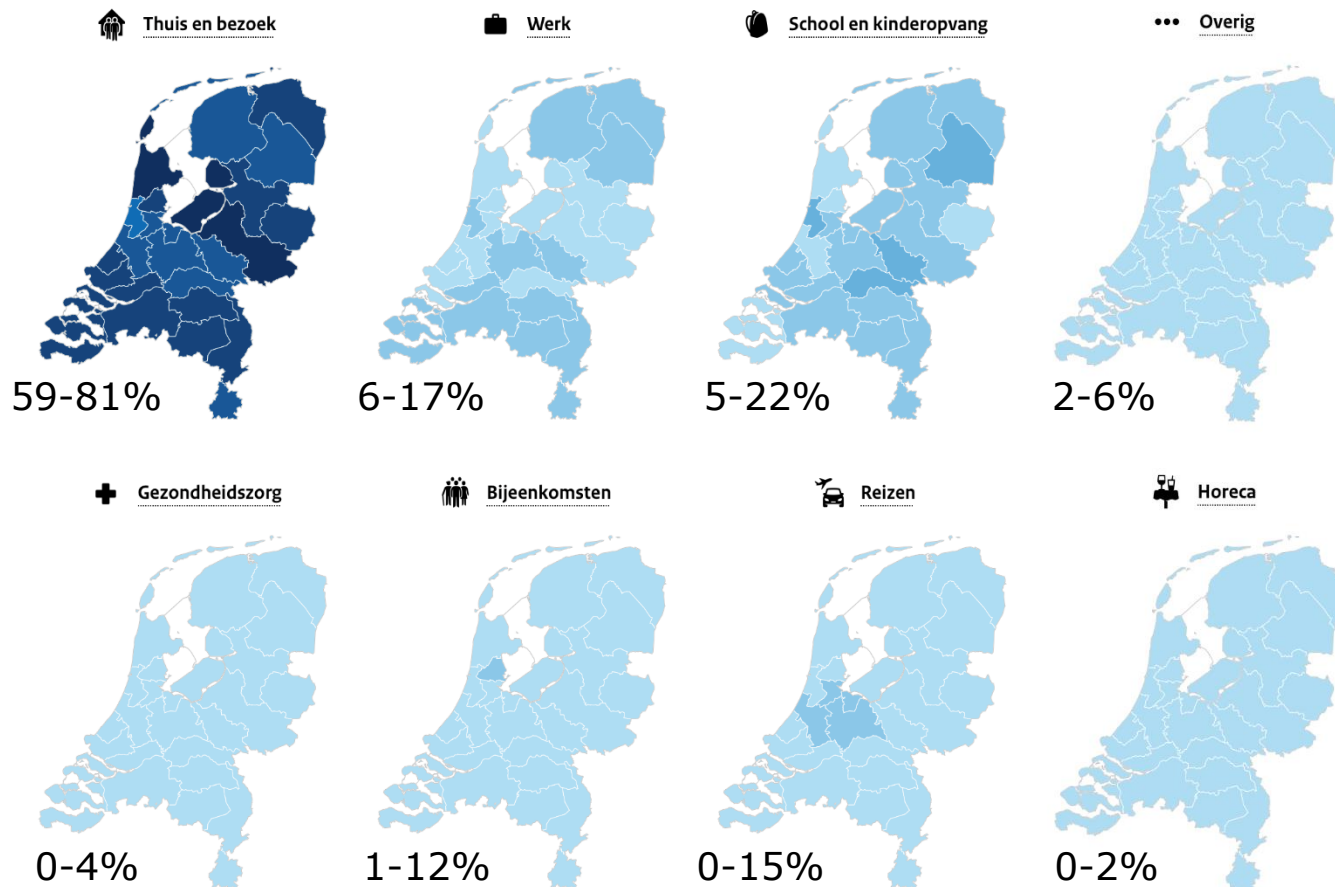 Thuis en bezoek
Werk
School en kinderopvang
Overig
59-81%
6-17%
5-22%
2-6%
Gezondheidszorg
Bijeenkomsten
Reizen
Horeca
0-4%
1-12%
0-15%
0-2%